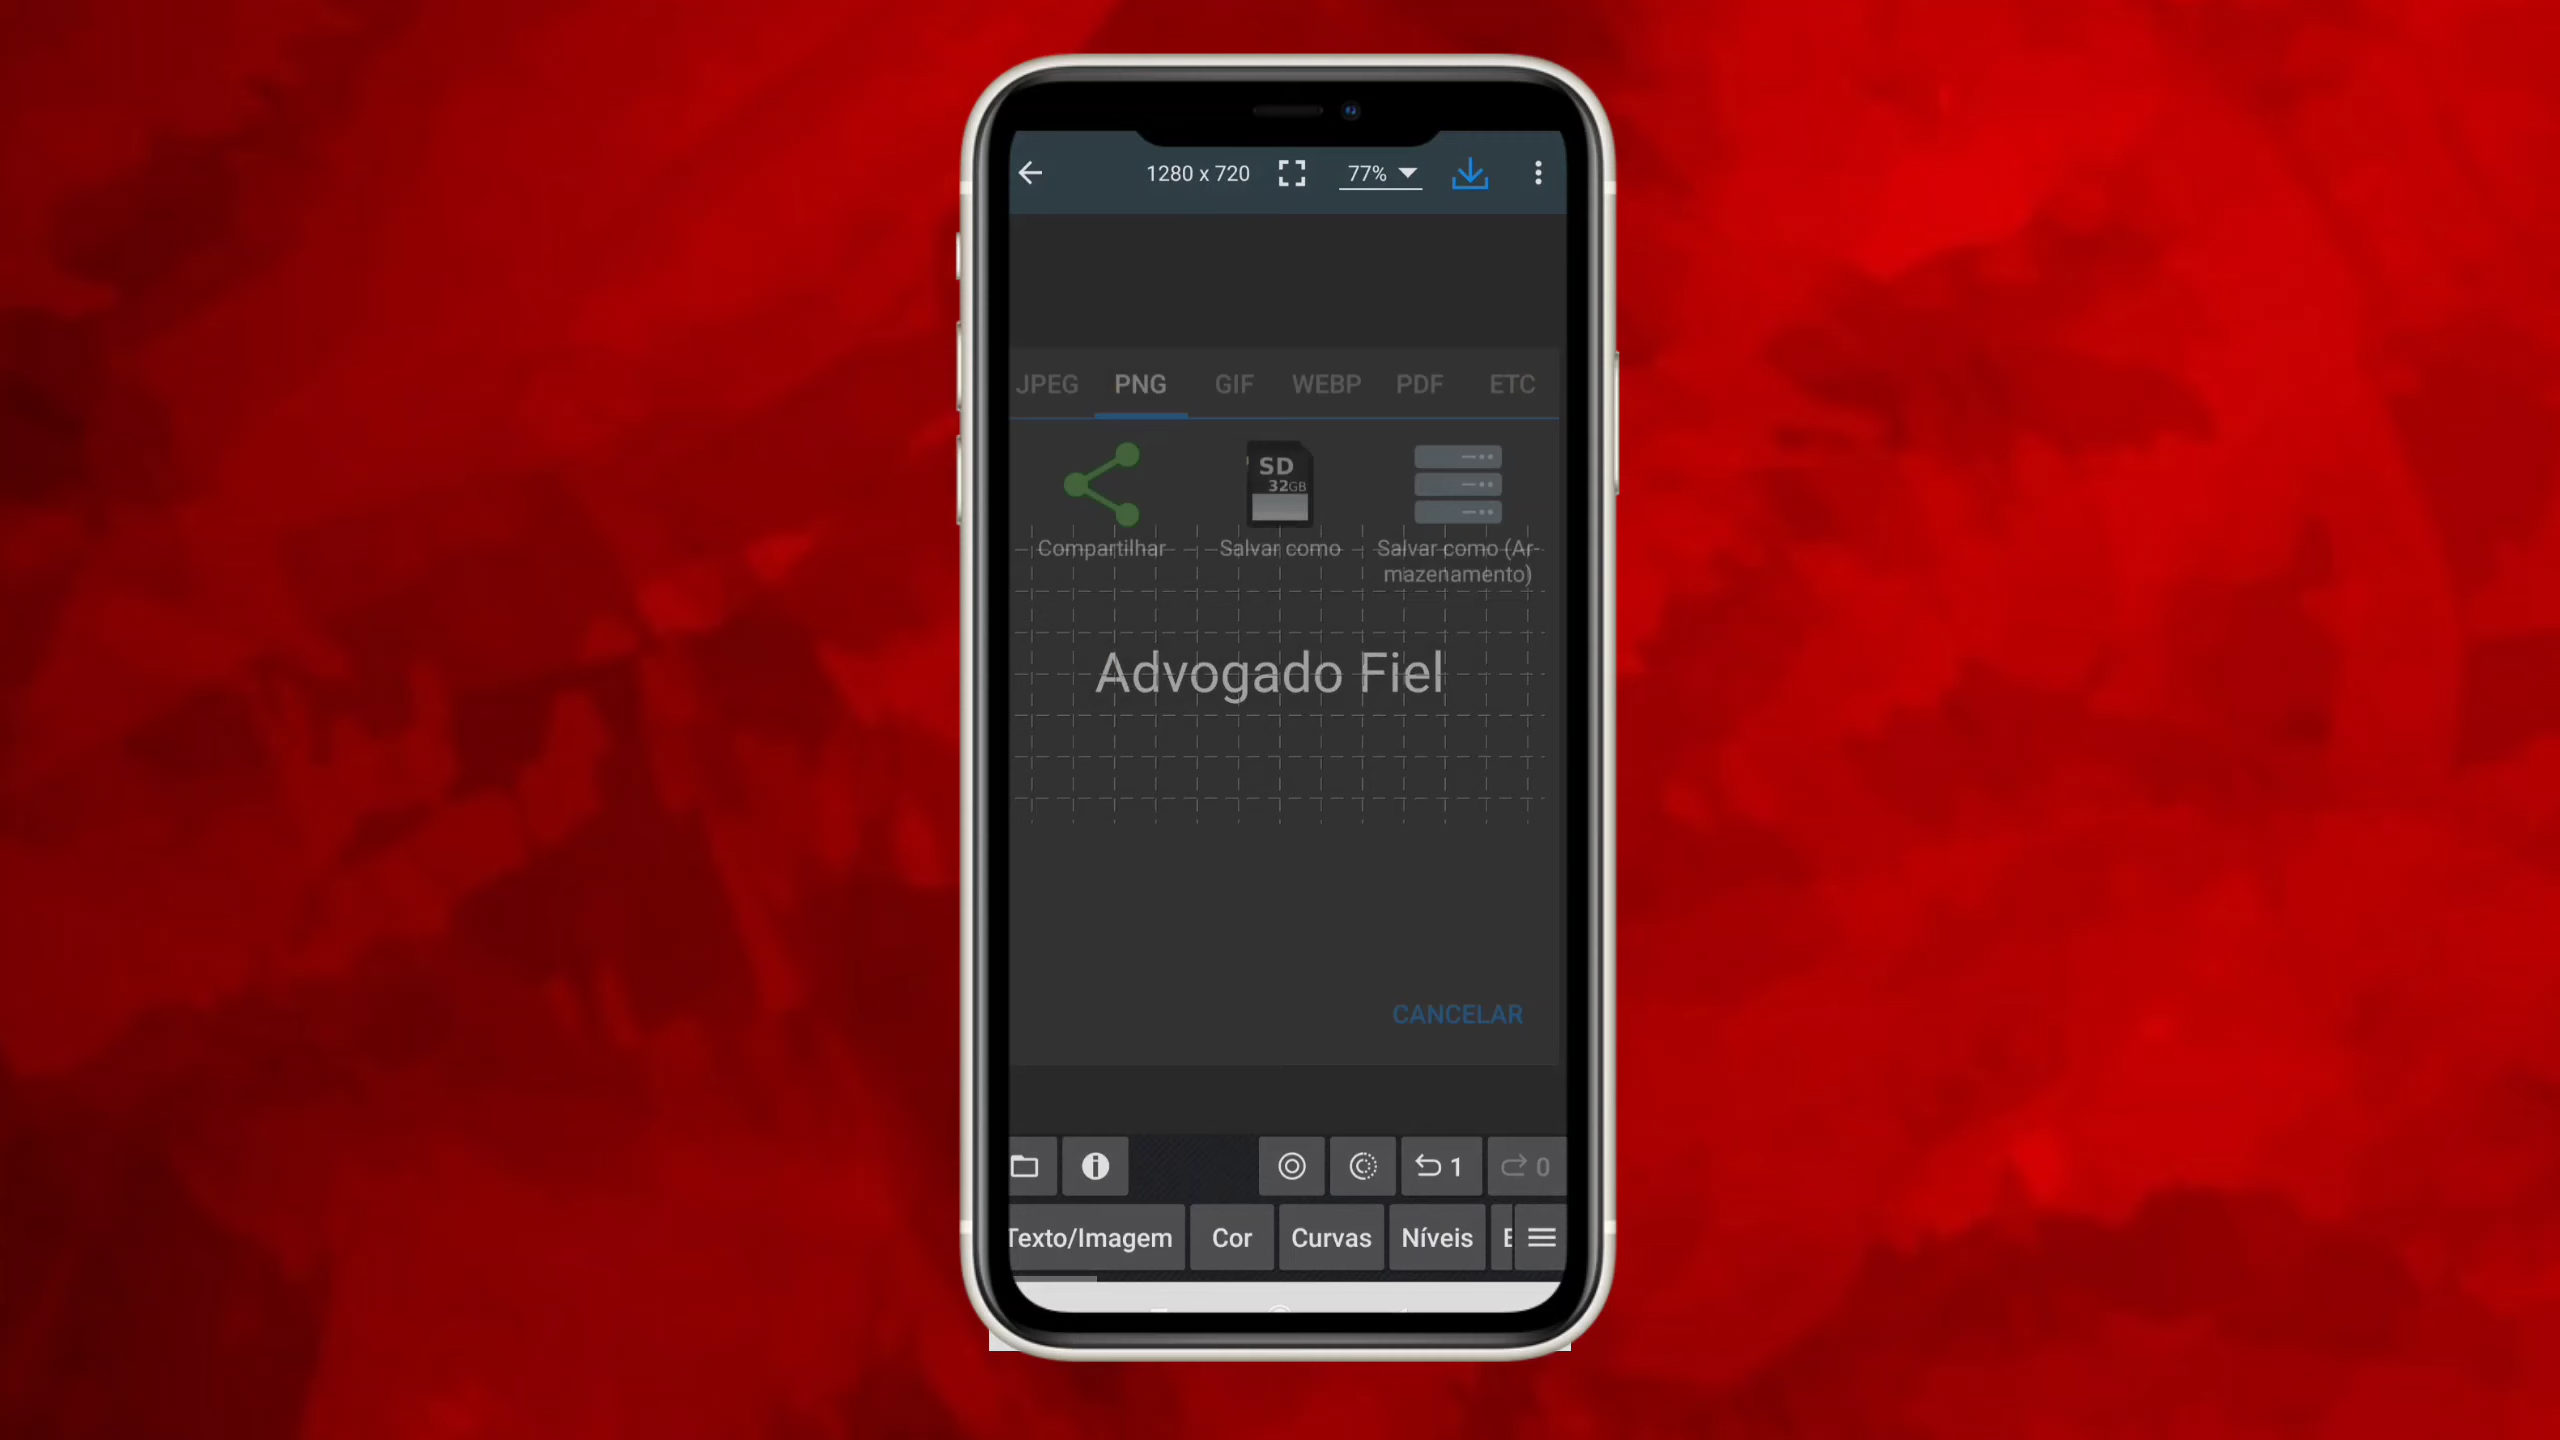 1280 x 720 77%
JPEG PNG GIF WEBP PDF ETC
SD
32GB
Compartilhar Salvar como Salvar como (Ar-
mazenamento)
Advogado Fiel
CANCELAR
1 0
Texto/Imagem Cor Curvas Níveis